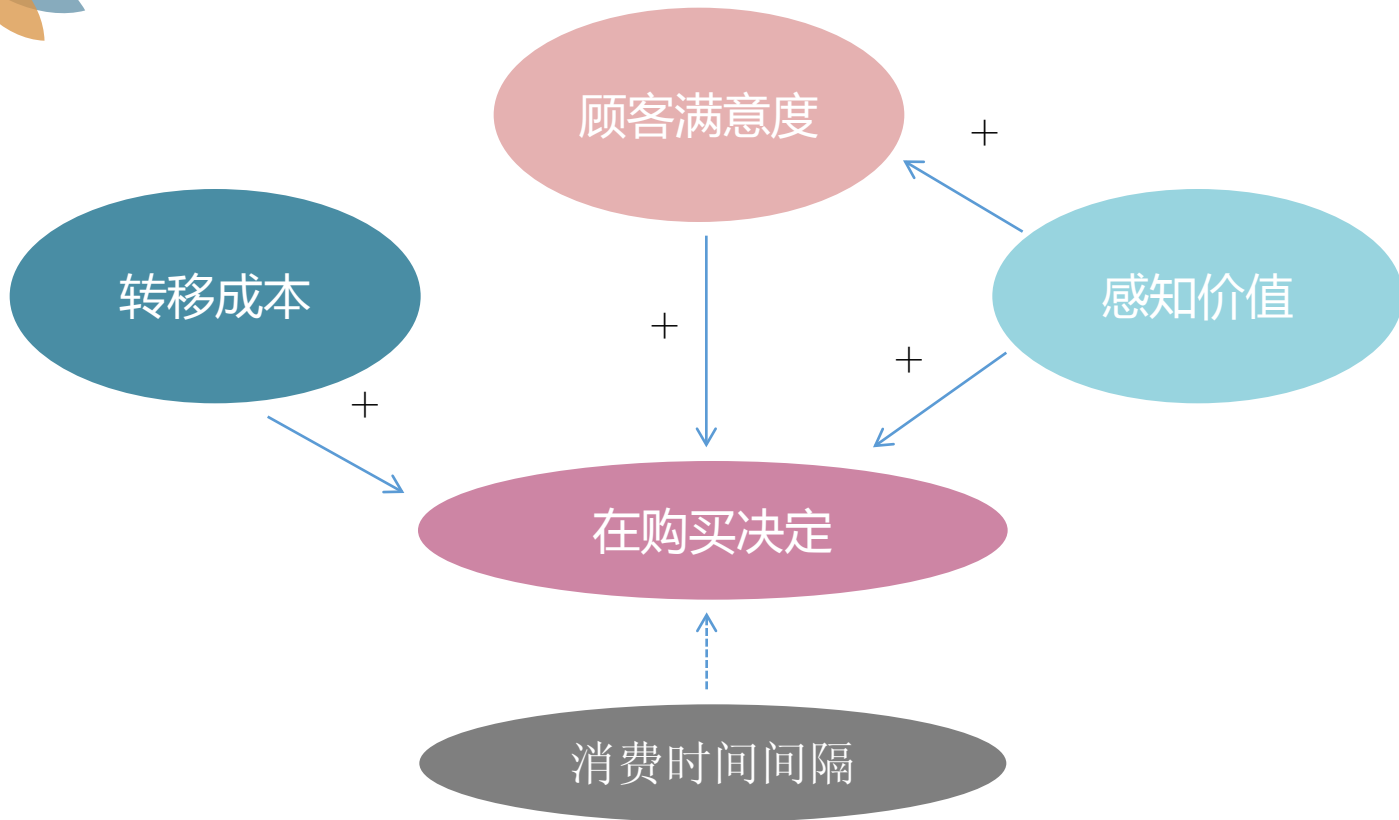 顾客满意度
+
转移成本
感知价值
+
+
+
在购买决定
消费时间间隔